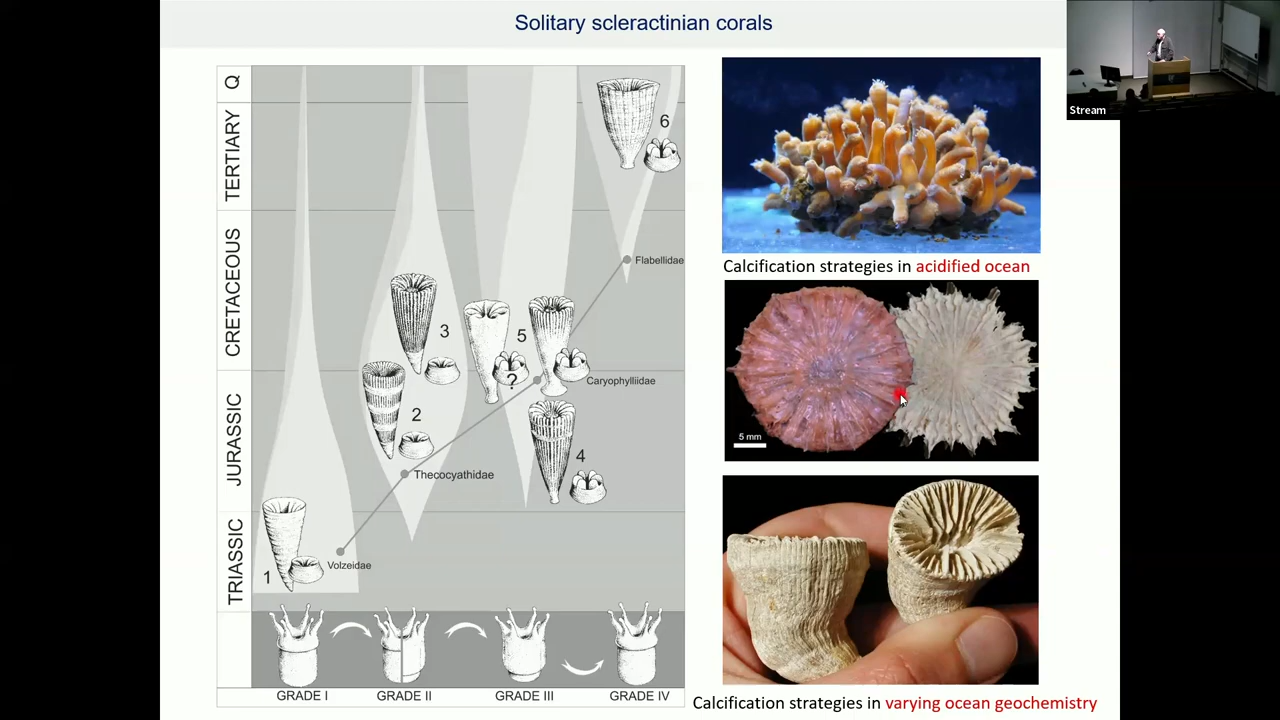 Solitary scleractinian corals
Stream
Q
TERTIARY
CRETACEOUS
JURASSIC
TRIASSIC
6
Flabellidae
3
5
?
Caryophylliidae
2
4
Thecocyathidae
1
Volzeidae
GRADE I
GRADE II
GRADE III
GRADE IV
Calcification strategies in acidified ocean
5 mm
Calcification strategies in varying ocean geochemistry